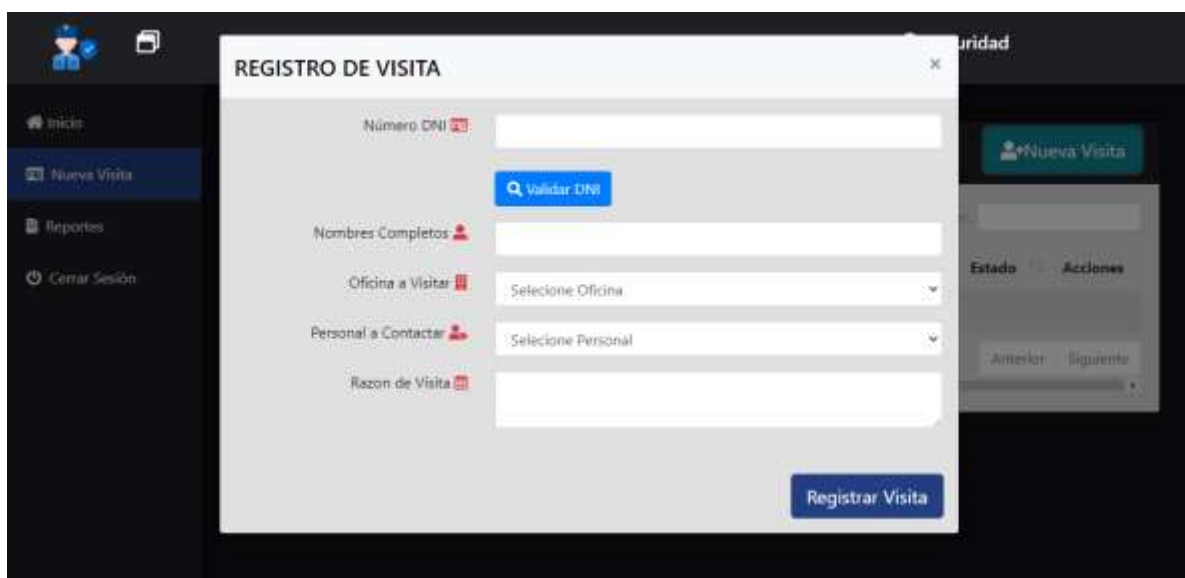 uridad
REGISTRO DE VISITA
×
Inicio
Número DNI
Nueva Visita
Nueva Visita
Validar DNI
Reportes
Nombres Completos
Cerrar Sesión
Oficina a Visitar
Selecione Oficina
Estado
Acciones
Personal a Contactar
Selecione Personal
Anterior
Siguiente
Razon de Visita
Registrar Visita